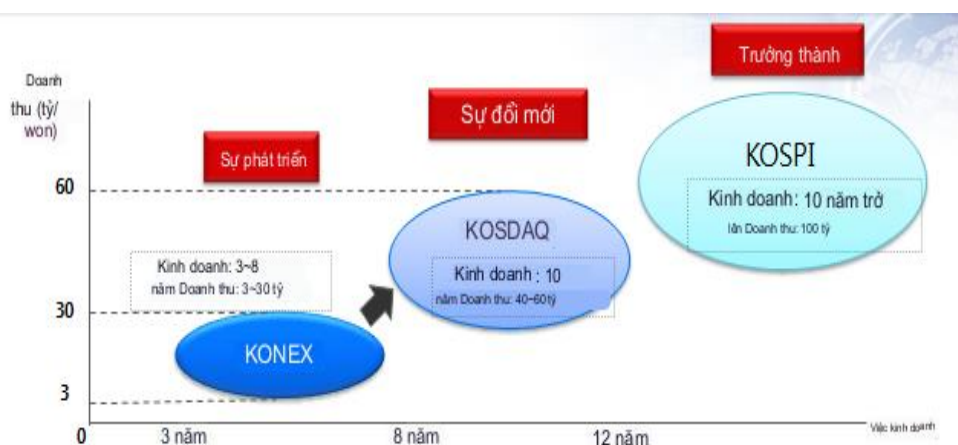 Trưởng thành
Doanh
thu (tỷ/
won)
Sự đổi mới
Sự phát triển
KOSPI
Kinh doanh: 10 năm trở
lên Doanh thu: 100 tỷ
60
KOSDAQ
Kinh doanh : 10
năm Doanh thu: 40~60 tỷ
Kinh doanh: 3~8
năm Doanh thu: 3~30 tỷ
30
KONEX
3
0
3 năm
8 năm
12 năm
Việc kinh doanh